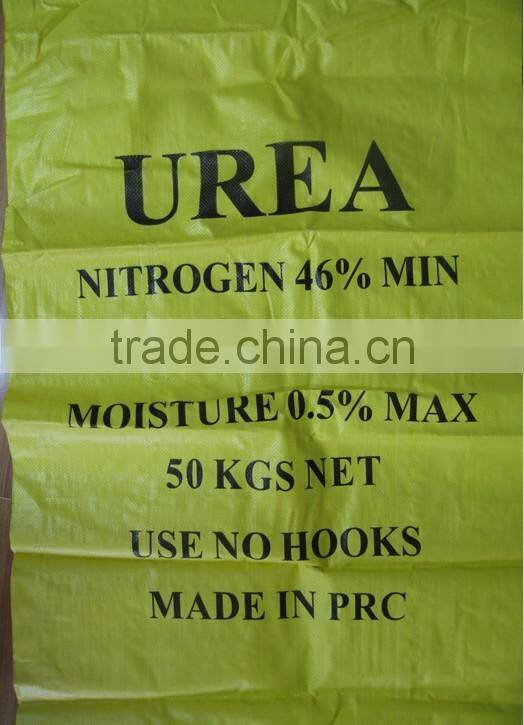 UREA
NITROGEN 46% MIN
trade.china.cn
MOISTURE 0.5% MAX
50 KGS NET
USE NO HOOKS
MADE IN PRC